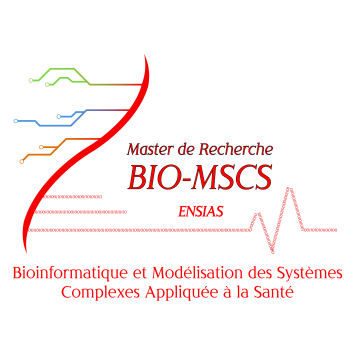 Master de Recherche
BIO-MSCS
ENSIAS
Bioinformatique et Modélisation des Systèmes
Complexes Appliquée à la Santé